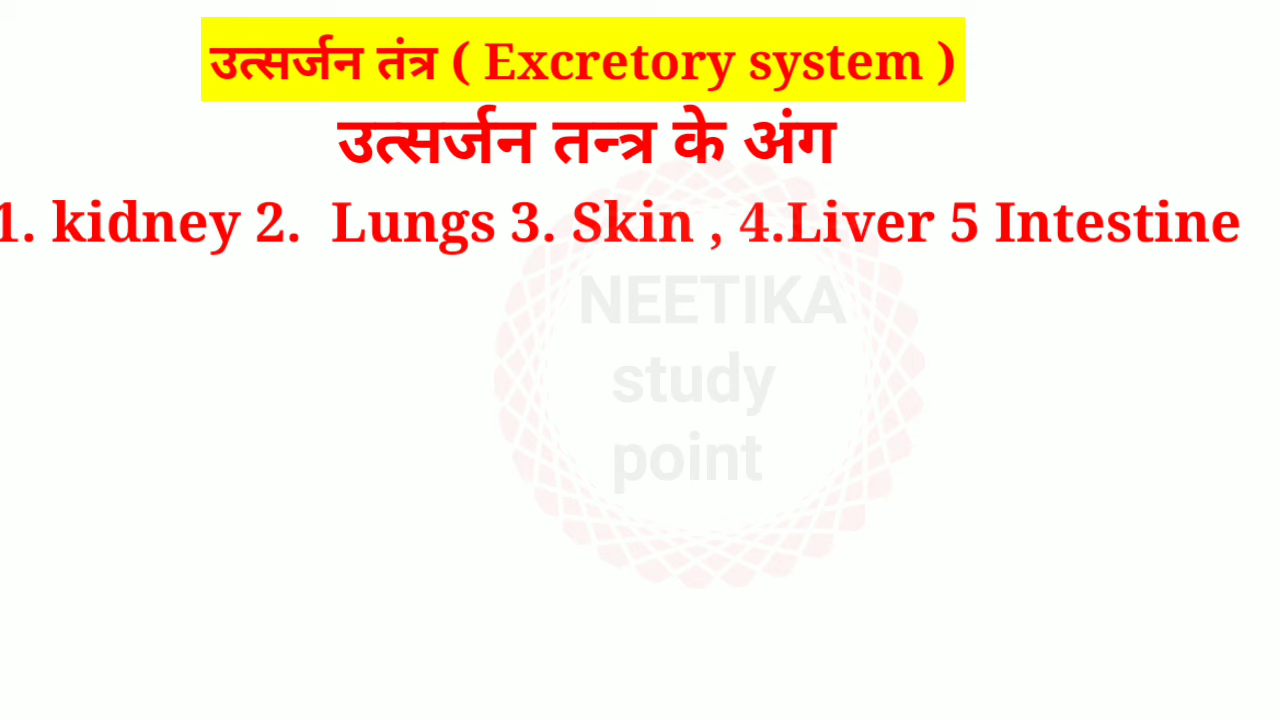 उत्सर्जन तंत्र ( Excretory system )
उत्सर्जन तन्त्र के अंग
1. kidney 2. Lungs 3. Skin , 4.Liver 5 Intestine
NEETIKA
study
point